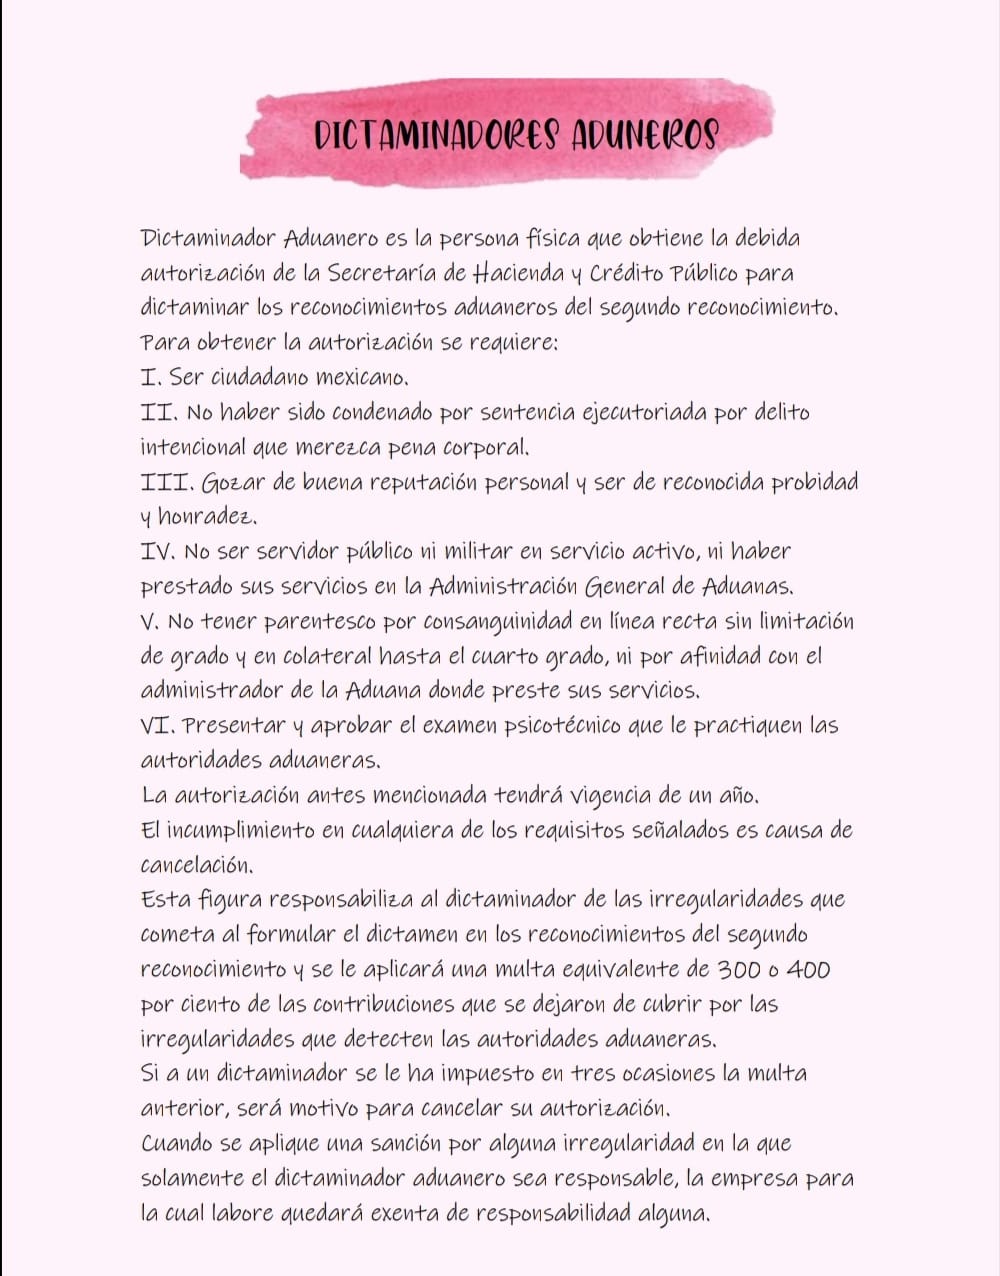 DICTAMINADORES ADUNEROS
Dictaminador Aduanero es la persona física que obtiene la debida
autorización de la Secretaría de Hacienda y Crédito Público para
dictaminar los reconocimientos aduaneros del segundo reconocimiento.
Para obtener la autorización se requiere:
I. Ser ciudadano mexicano.
II. No haber sido condenado por sentencia ejecutoriada por delito
intencional que merezca pena corporal.
III. Gozar de buena reputación personal y ser de reconocida probidad
y honradez.
IV. No ser servidor público ni militar en servicio activo, ni haber
prestado sus servicios en la Administración General de Aduanas.
V. No tener parentesco por consanguinidad en línea recta sin limitación
de grado y en colateral hasta el cuarto grado, ni por afinidad con el
administrador de la Aduana donde preste sus servicios.
VI. Presentar y aprobar el examen psicotécnico que le practiquen las
autoridades aduaneras.
La autorización antes mencionada tendrá vigencia de un año.
El incumplimiento en cualquiera de los requisitos señalados es causa de
cancelación.
Esta figura responsabiliza al dictaminador de las irregularidades que
cometa al formular el dictamen en los reconocimientos del segundo
reconocimiento y se le aplicará una multa equivalente de 300 o 400
por ciento de las contribuciones que se dejaron de cubrir por las
irregularidades que detecten las autoridades aduaneras.
Si a un dictaminador se le ha impuesto en tres ocasiones la multa
anterior, será motivo para cancelar su autorización.
Cuando se aplique una sanción por alguna irregularidad en la que
solamente el dictaminador aduanero sea responsable, la empresa para
la cual labore quedará exenta de responsabilidad alguna.